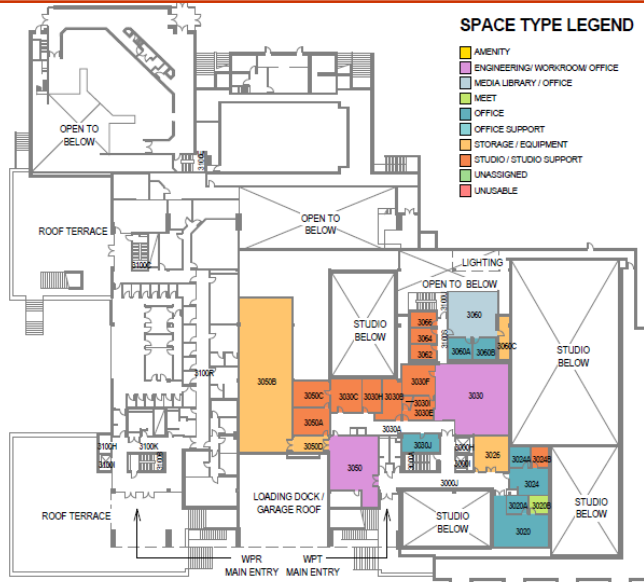 SPACE TYPE LEGEND
AMENITY
ENGINEERING/ WORKROOM/ OFFICE
MEDIA LIBRARY / OFFICE
MEET
OFFICE
OFFICE SUPPORT
STORAGE / EQUIPMENT
STUDIO / STUDIO SUPPORT
UNASSIGNED
UNUSABLE
OPEN TO
BELOW
3100G
ROOF TERRACE
OPEN TO
BELOW
3100C
LIGHTING
OPEN TO BELOW
STUDIO
BELOW
3066
3064
3062
3060
3060A
3060B
3060C
STUDIO
BELOW
3100R
3050B
3050C
3030C
3030H
3030B
3030F
3030I
3030E
3030
3050A
3030A
3050D
3050
3030J
3000H
3000I
3026
3100H
3100I
3100K
3024A
3024B
3024
3000J
3020A
3020B
3020
LOADING DOCK /
GARAGE ROOF
ROOF TERRACE
STUDIO
BELOW
STUDIO
BELOW
WPR
MAIN ENTRY
WPT
MAIN ENTRY